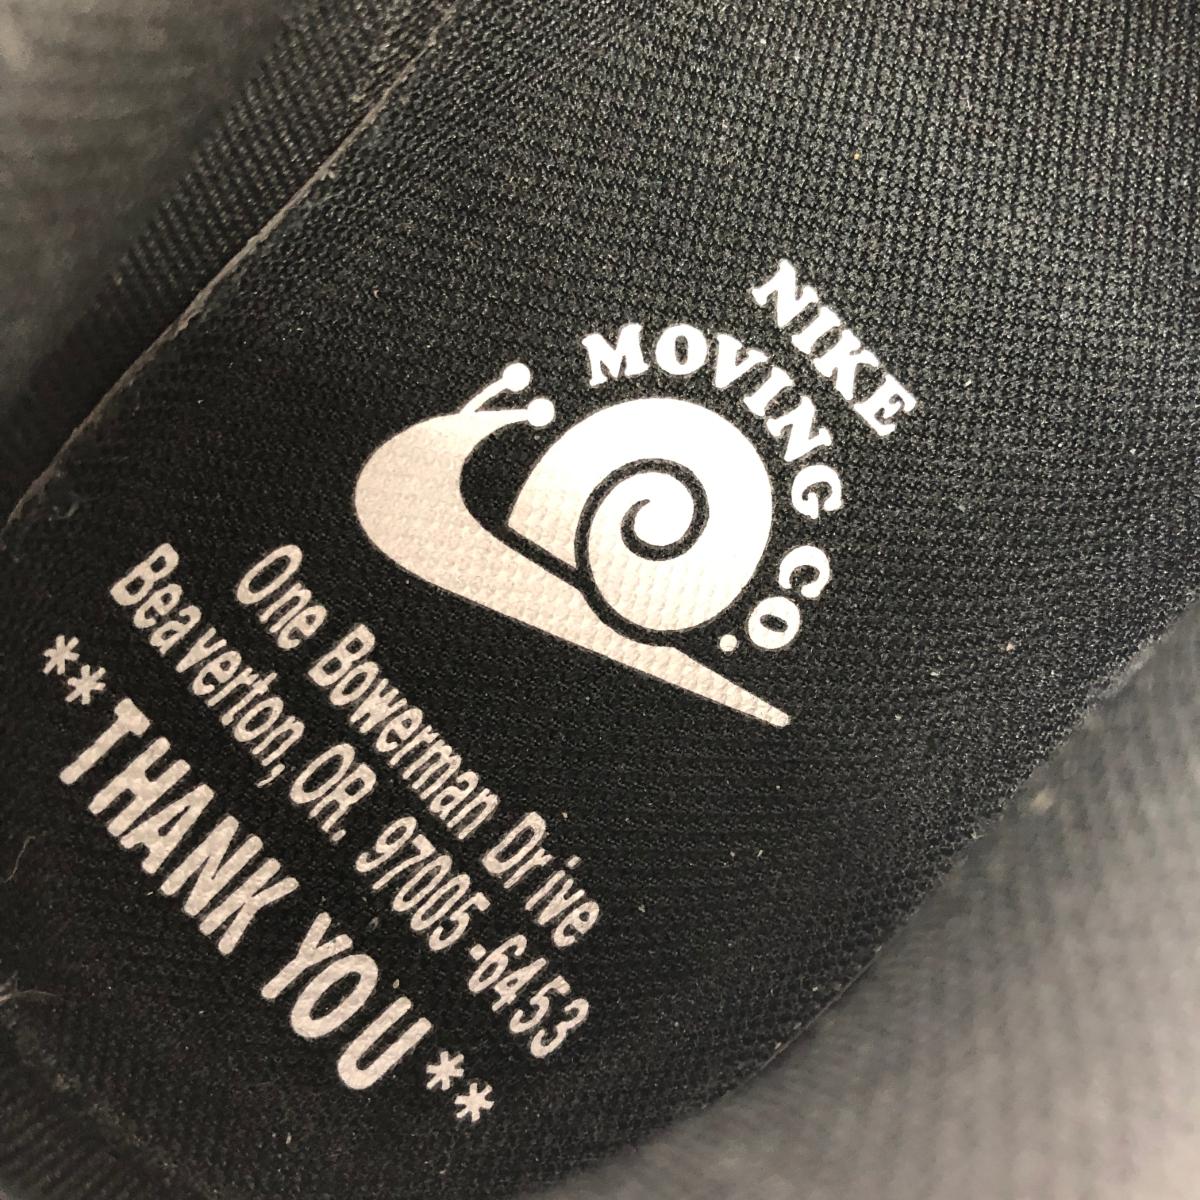 NIKE
MOVING CO.
One Bowerman Drive
Beaverton, OR. 97005-6453
**THANK YOU**